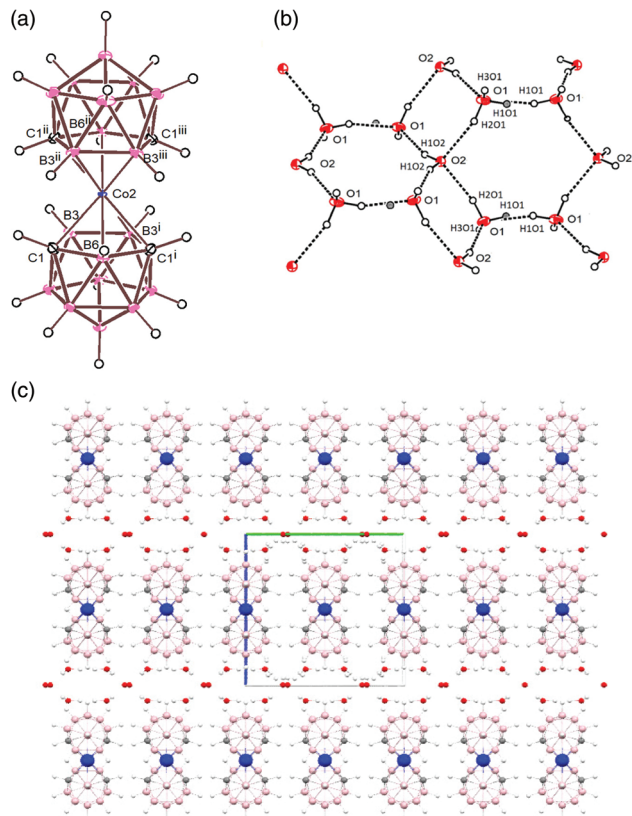 (a)
(b)
B6ii
C1ii
C1iii
B3ii
B3iii
Co2
B3
B3i
B6
C1
C1i
O2
H3O1
O1
H1O1
O1
H1O1
H2O1
O1
O1
H1O2
O2
O2
H1O2
O2
H2O1
H1O1
O1
O1
H3O1
O1
H1O1
O1
O2
(c)